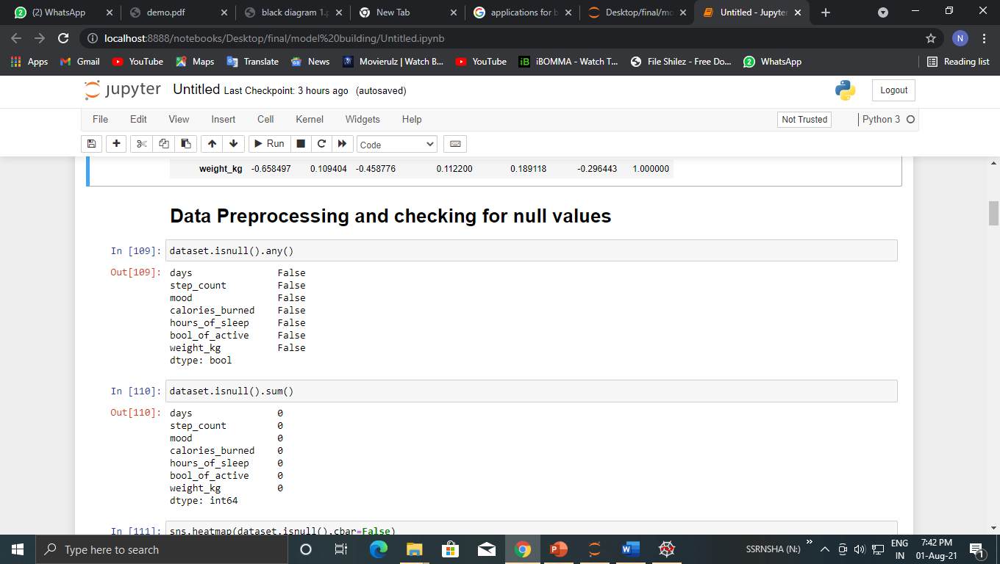 (2) WhatsApp
demo.pdf
black diagram 1.p
New Tab
applications for b
Desktop/final/mo
Untitled - Jupyter
localhost:8888/notebooks/Desktop/final/model%20building/Untitled.ipynb
N
Apps Gmail YouTube Maps Translate News Movierulz | Watch B... YouTube iBOMMA - Watch T... File Shilez - Free Do... WhatsApp Reading list
jupyter Untitled Last Checkpoint: 3 hours ago (autosaved) Logout
File Edit View Insert Cell Kernel Widgets Help Not Trusted Python 3
Run Code
weight_kg -0.658497 0.109404 -0.458776 0.112200 0.189118 -0.296443 1.000000
Data Preprocessing and checking for null values
In [109]: dataset.isnull().any()
Out[109]: days False
step_count False
mood False
calories_burned False
hours_of_sleep False
bool_of_active False
weight_kg False
dtype: bool
In [110]: dataset.isnull().sum()
Out[110]: days 0
step_count 0
mood 0
calories_burned 0
hours_of_sleep 0
bool_of_active 0
weight_kg 0
dtype: int64
In [111]: sns.heatmap(dataset.isnull(),cbar=False)
Type here to search
SSRNSHA (N:)
ENG
IN
7:42 PM
01-Aug-21
1